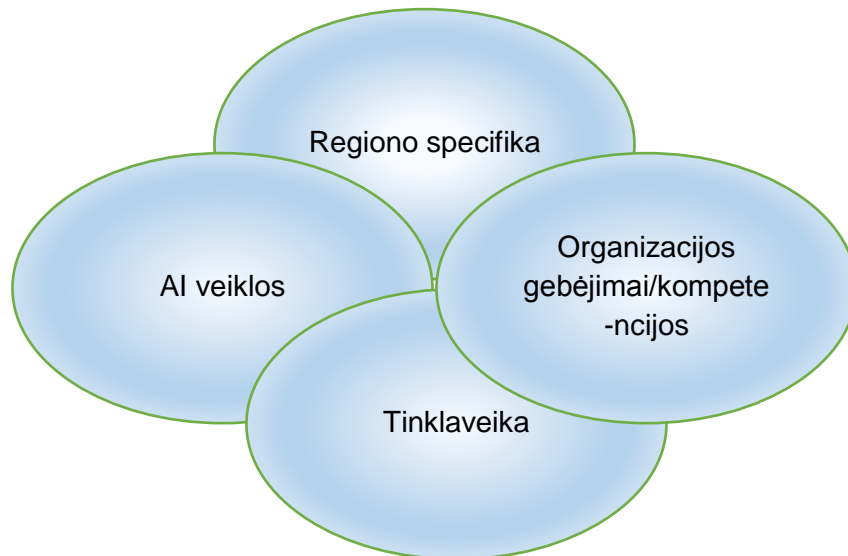 Regiono specifika
AI veiklos
Organizacijos
gebėjimai/kompete
-ncijos
Tinklaveika